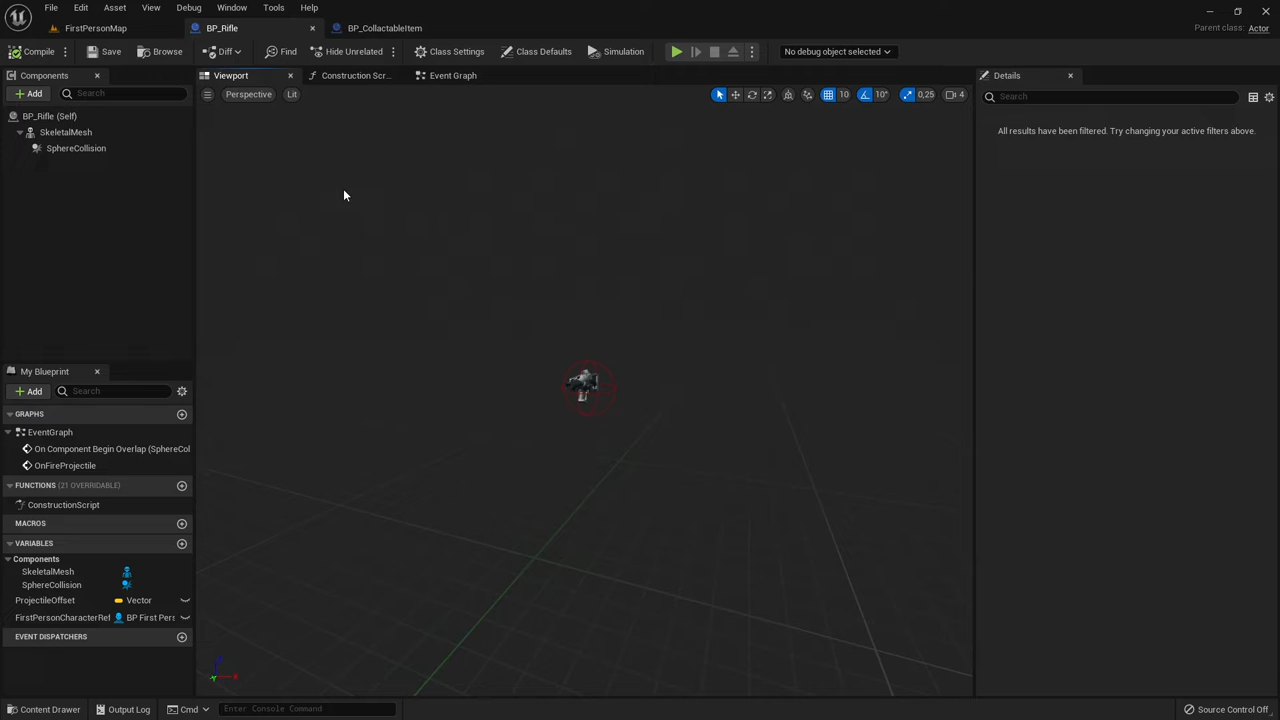 File Edit Asset View Debug Window Tools Help
FirstPersonMap BP_Rifle BP_CollactableItem
Parent class: Actor
Compile Save Browse Diff Find Hide Unrelated Class Settings Class Defaults Simulation No debug object selected
Components Viewport Construction Scr... Event Graph Details
Add Search Perspective Lit 10 10° 0,25 4 Search
BP_Rifle (Self)
SkeletalMesh
SphereCollision
All results have been filtered. Try changing your active filters above.
My Blueprint
Add Search
GRAPHS
EventGraph
On Component Begin Overlap (SphereCol
OnFireProjectile
FUNCTIONS (21 OVERRIDABLE)
ConstructionScript
MACROS
VARIABLES
Components
SkeletalMesh
SphereCollision
ProjectileOffset Vector
FirstPersonCharacterRef BP First Pers
EVENT DISPATCHERS
Content Drawer Output Log Cmd Enter Console Command Source Control Off